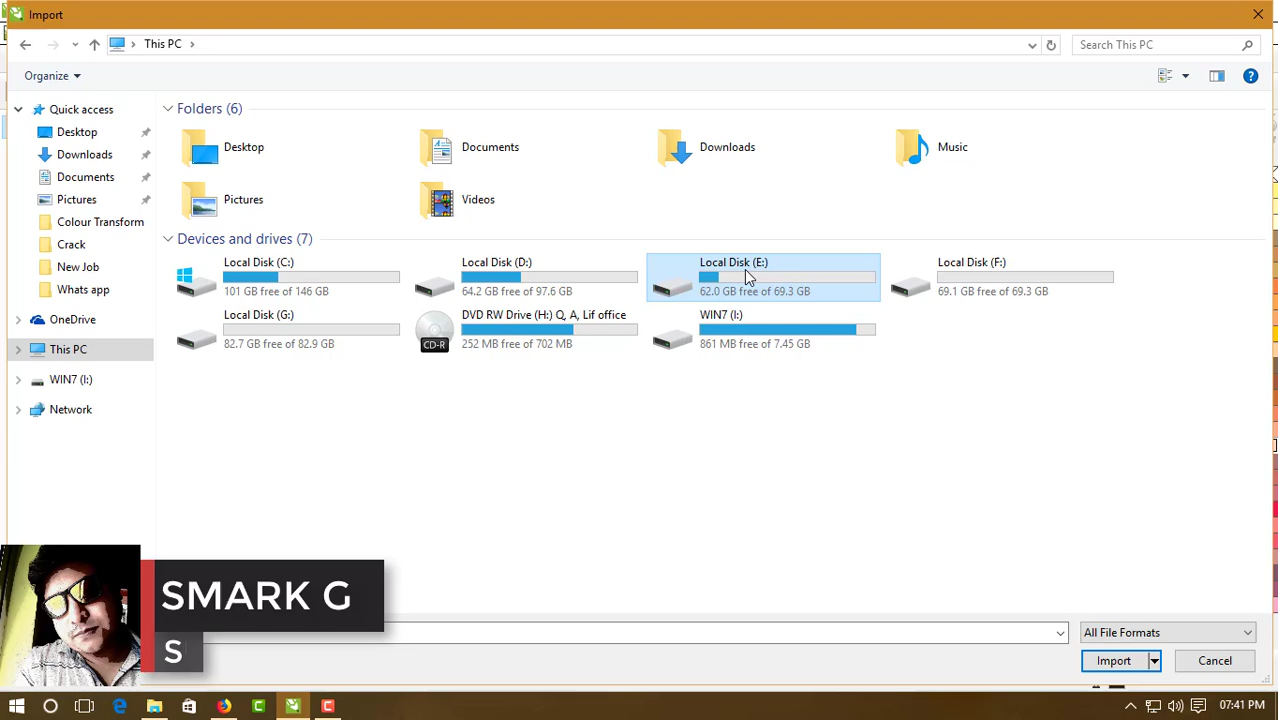 Import
This PC
Search This PC
Organize
Quick access
Desktop
Downloads
Documents
Pictures
Colour Transform
Crack
New Job
Whats app
OneDrive
This PC
WIN7 (I:)
Network
Folders (6)
Desktop
Documents
Downloads
Music
Pictures
Videos
Devices and drives (7)
Local Disk (C:)
101 GB free of 146 GB
Local Disk (D:)
64.2 GB free of 97.6 GB
Local Disk (E:)
62.0 GB free of 69.3 GB
Local Disk (F:)
69.1 GB free of 69.3 GB
Local Disk (G:)
82.7 GB free of 82.9 GB
DVD RW Drive (H:) Q, A, Lif office
CD-R
252 MB free of 702 MB
WIN7 (I:)
861 MB free of 7.45 GB
SMARK G
S
All File Formats
Import
Cancel
07:41 PM